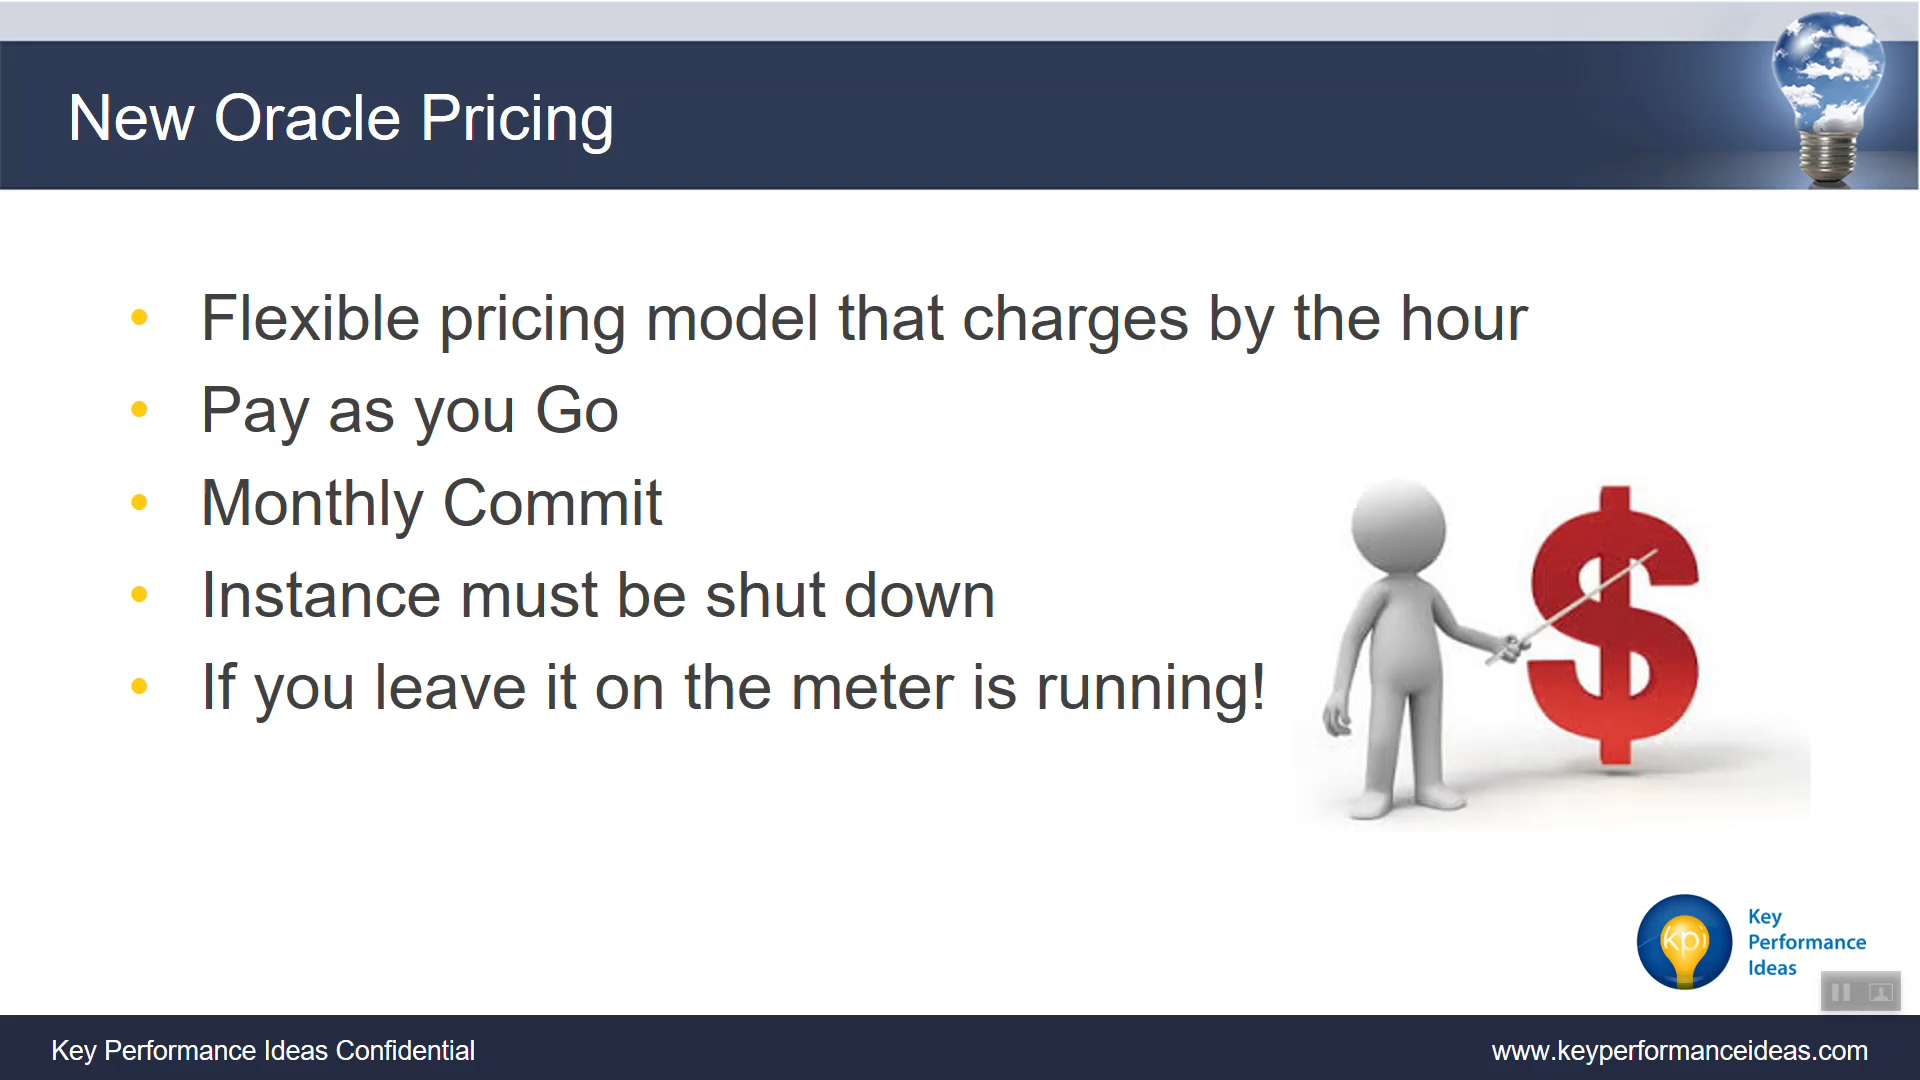 New Oracle Pricing
• Flexible pricing model that charges by the hour
• Pay as you Go
• Monthly Commit
• Instance must be shut down
• If you leave it on the meter is running!
kpi
Key
Performance
Ideas
Key Performance Ideas Confidential
www.keyperformanceideas.com